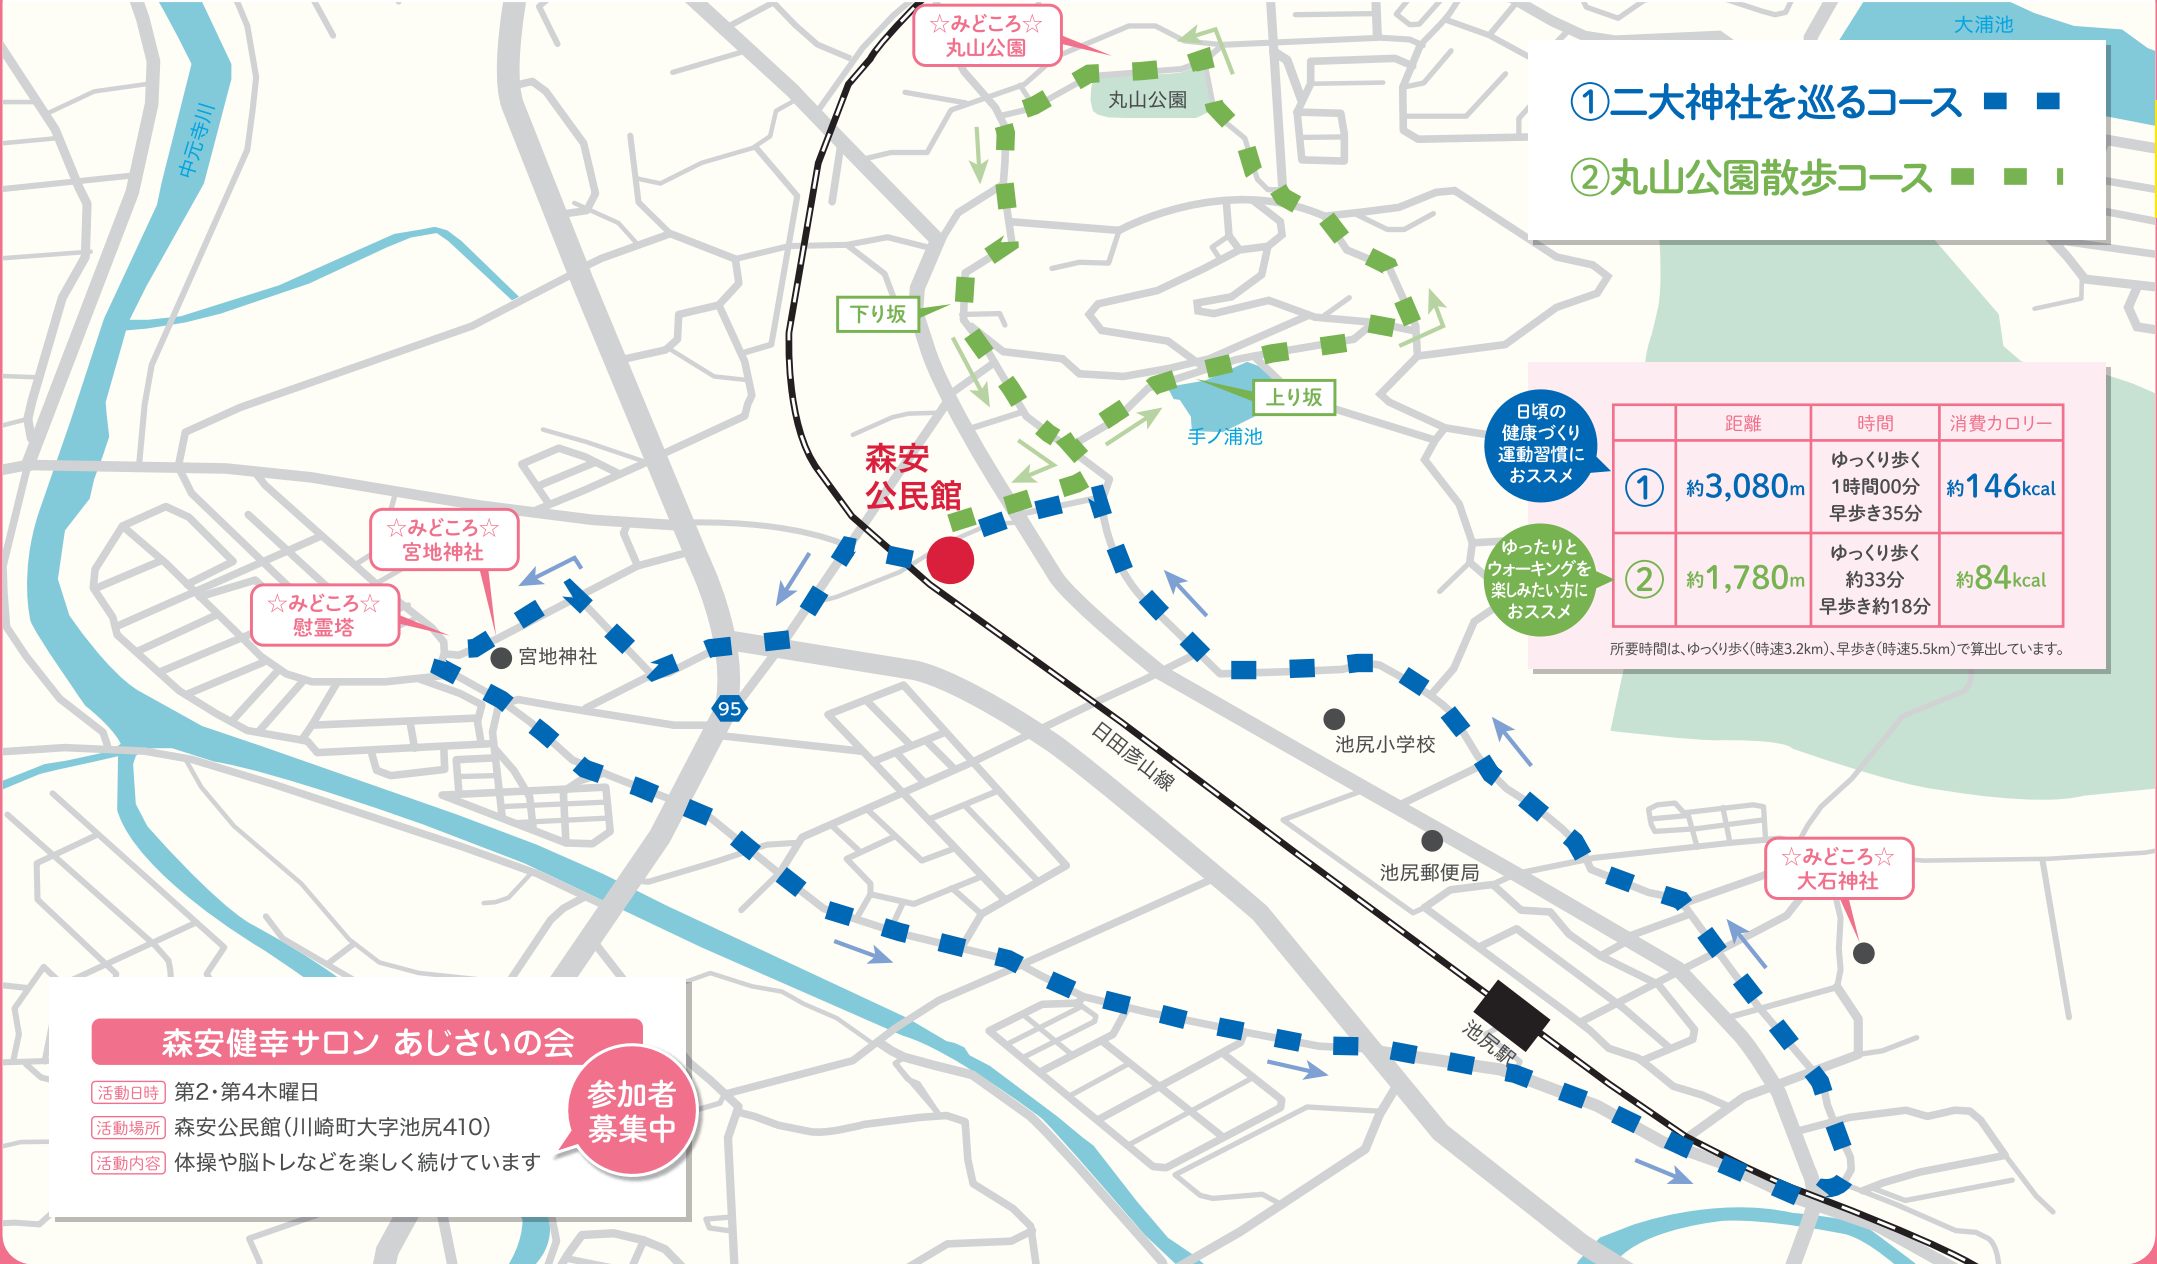 ☆みどころ☆
丸山公園
大浦池
①二大神社を巡るコース
②丸山公園散歩コース
丸山公園
中元寺川
下り坂
上り坂
手ノ浦池
森安
公民館
☆みどころ☆
宮地神社
☆みどころ☆
慰霊塔
宮地神社
95
日田彦山線
池尻小学校
池尻郵便局
☆みどころ☆
大石神社
池尻駅
日頃の
健康づくり
運動習慣に
おススメ
ゆったりと
ウォーキングを
楽しみたい方に
おススメ
距離 時間 消費カロリー
① 約3,080m ゆっくり歩く 1時間00分 早歩き35分 約146kcal
② 約1,780m ゆっくり歩く 約33分 早歩き約18分 約84kcal
所要時間は、ゆっくり歩く(時速3.2km)、早歩き(時速5.5km)で算出しています。
森安健幸サロン あじさいの会
活動日時 第2・第4木曜日
活動場所 森安公民館(川崎町大字池尻410)
活動内容 体操や脳トレなどを楽しく続けています
参加者
募集中